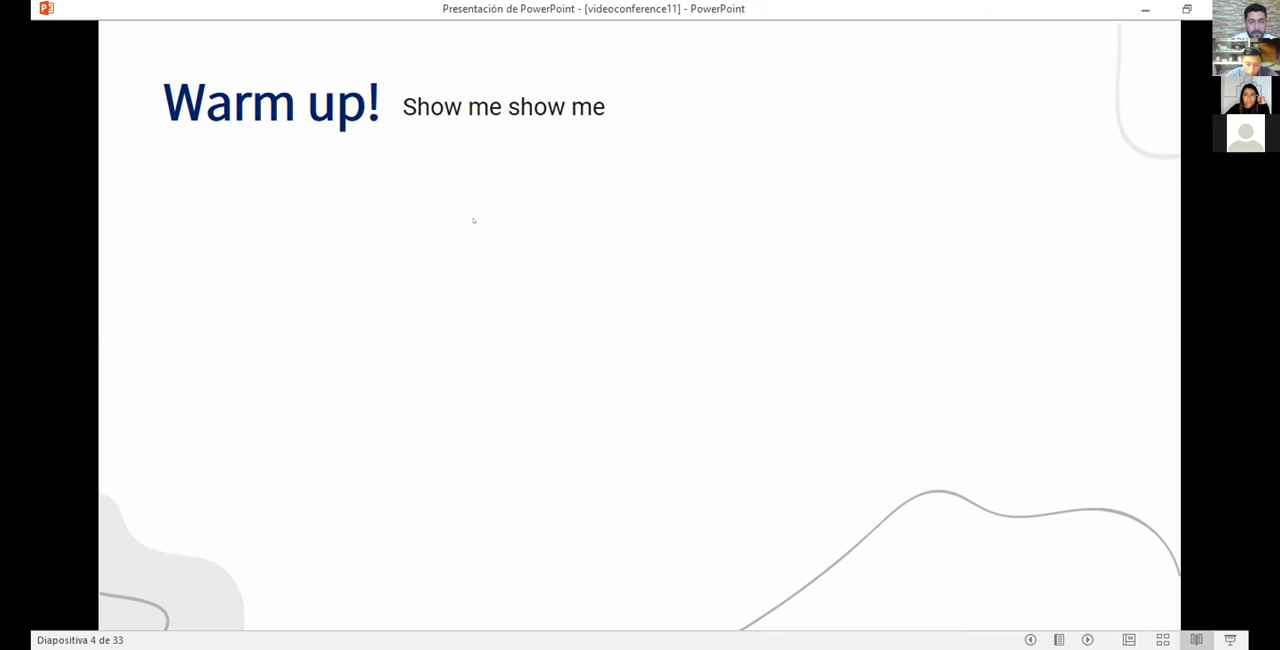 Presentación de PowerPoint - [videoconference11] - PowerPoint
Warm up! Show me show me
Diapositiva 4 de 33